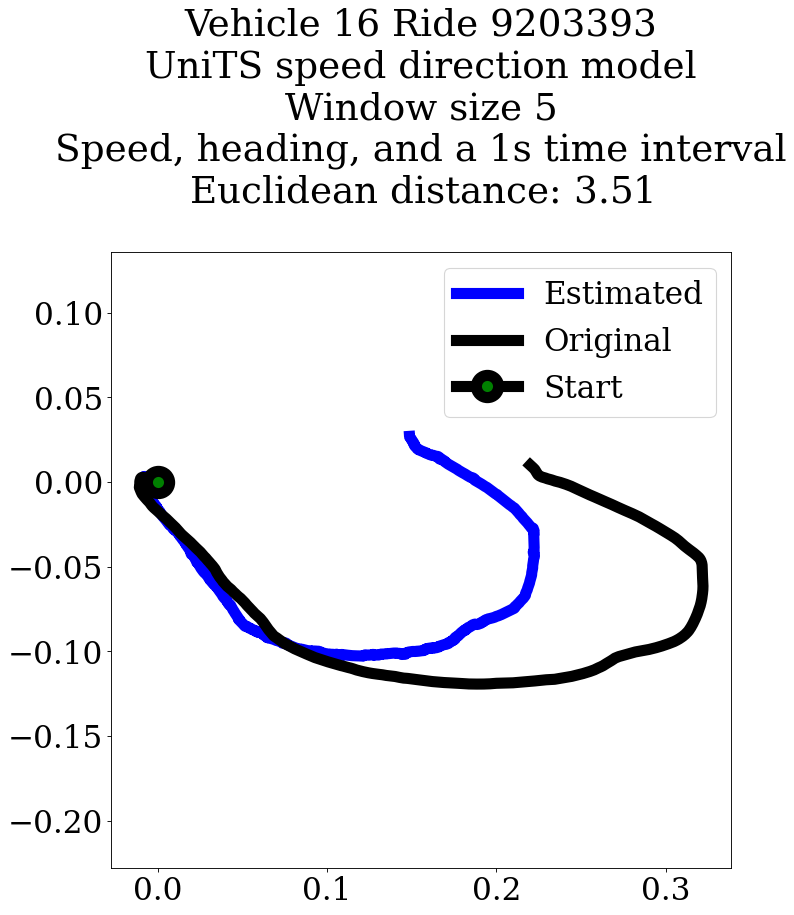 Vehicle 16 Ride 9203393
UniTS speed direction model
Window size 5
Speed, heading, and a 1s time interval
Euclidean distance: 3.51
Estimated
Original
Start
0.10
0.05
0.00
−0.05
−0.10
−0.15
−0.20
0.0 0.1 0.2 0.3